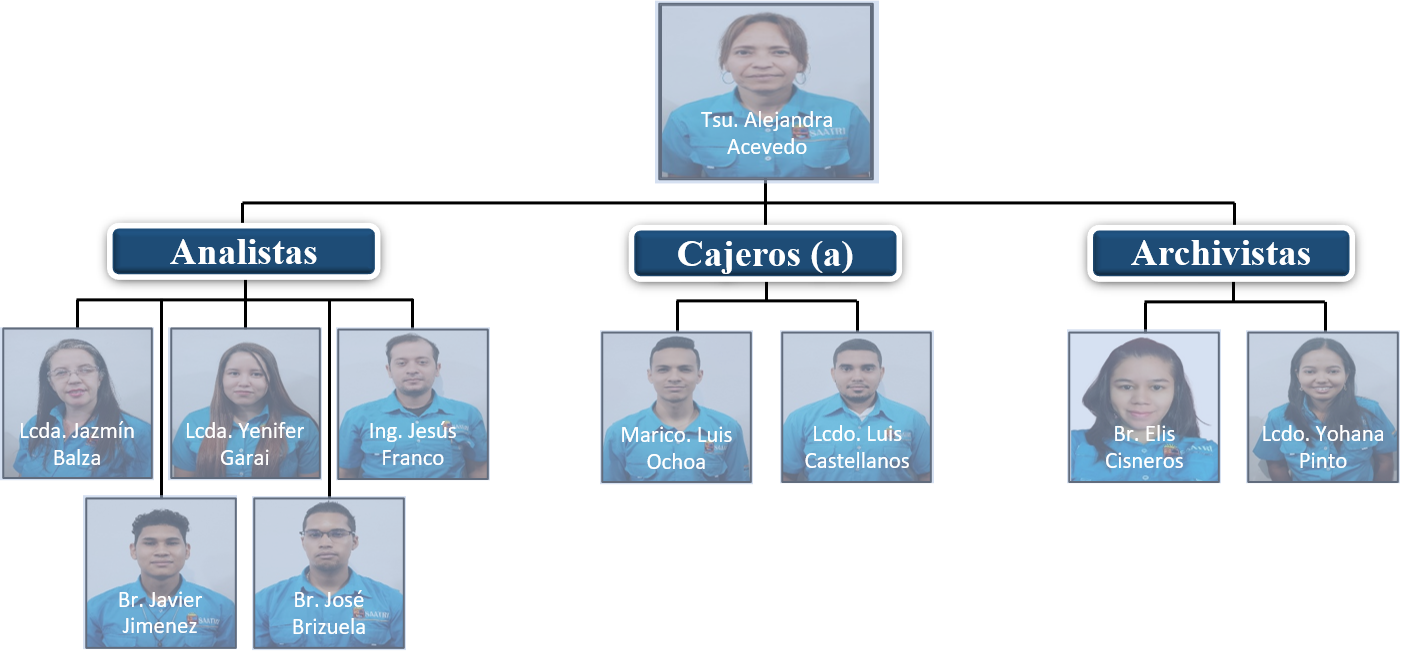 Tsu. Alejandra
Acevedo
SAATRI
Analistas
Cajeros (a)
Archivistas
Lcda. Jazmín
Balza
Lcda. Yenifer
Garai
Ing. Jesús
Franco
Marico. Luis
Ochoa
Lcdo. Luis
Castellanos
Br. Elis
Cisneros
Lcdo. Yohana
Pinto
Br. Javier
Jimenez
Br. José
Brizuela